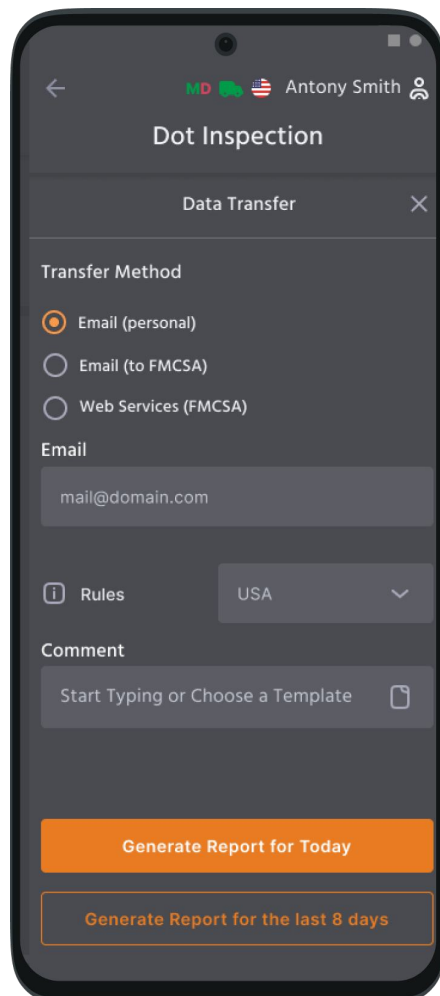 MD Antony Smith
Dot Inspection
Data Transfer
Transfer Method
Email (personal)
Email (to FMCSA)
Web Services (FMCSA)
Email
mail@domain.com
i Rules USA
Comment
Start Typing or Choose a Template
Generate Report for Today
Generate Report for the last 8 days